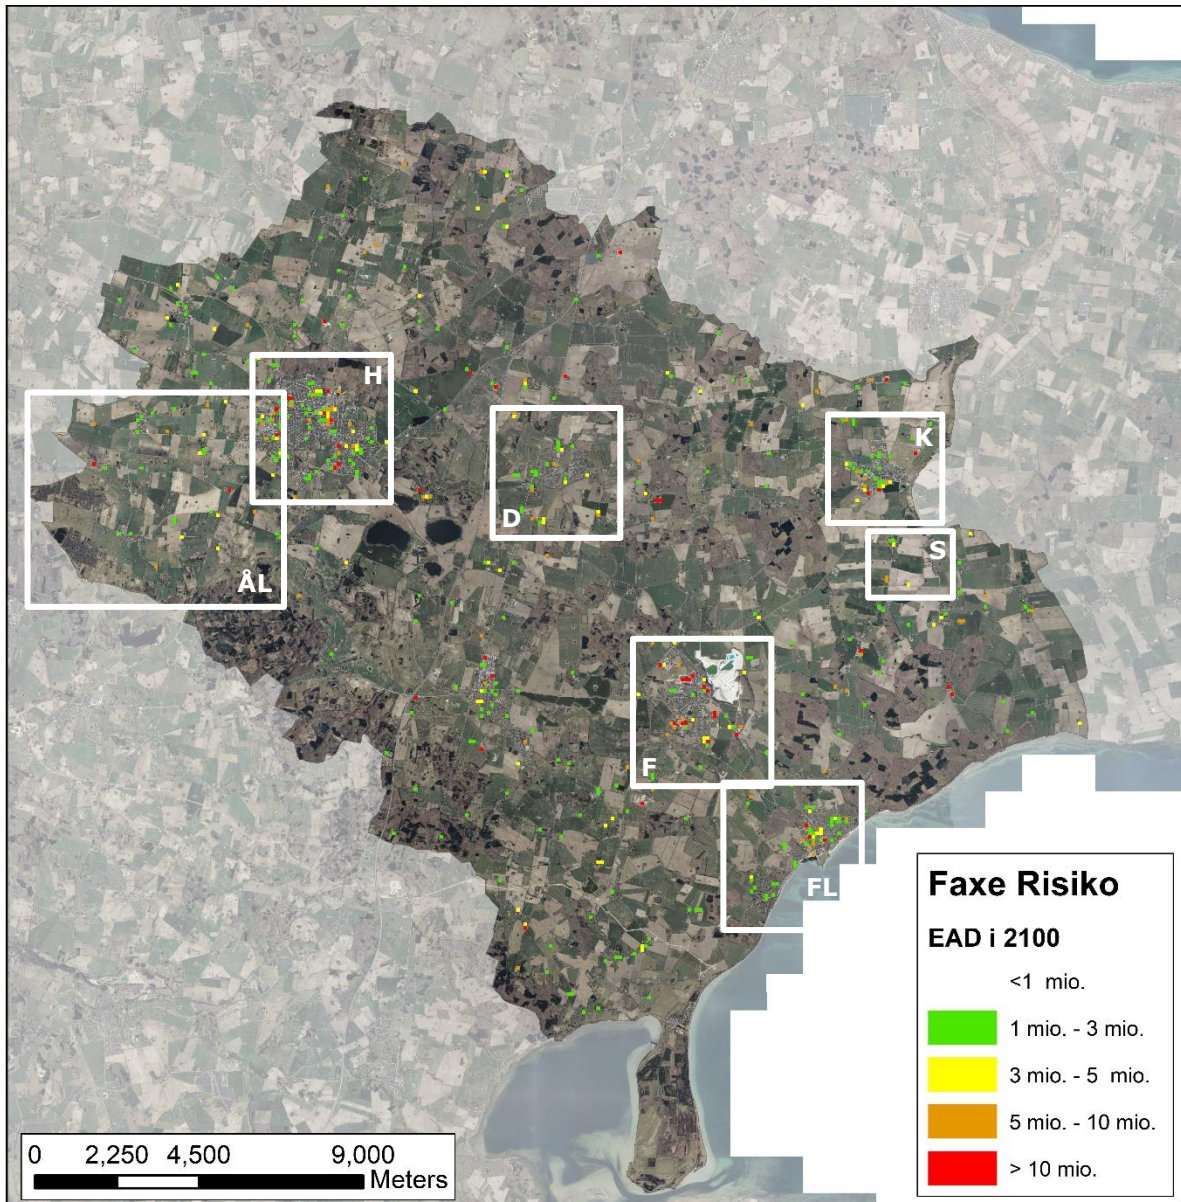 H
K
D
S
ÅL
F
FL
Faxe Risiko
EAD i 2100
<1 mio.
1 mio. - 3 mio.
3 mio. - 5 mio.
5 mio. - 10 mio.
> 10 mio.
0 2,250 4,500 9,000
Meters